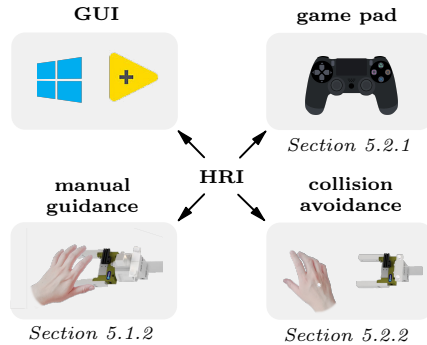 GUI
game pad
Section 5.2.1
HRI
manual
guidance
collision
avoidance
Section 5.1.2
Section 5.2.2